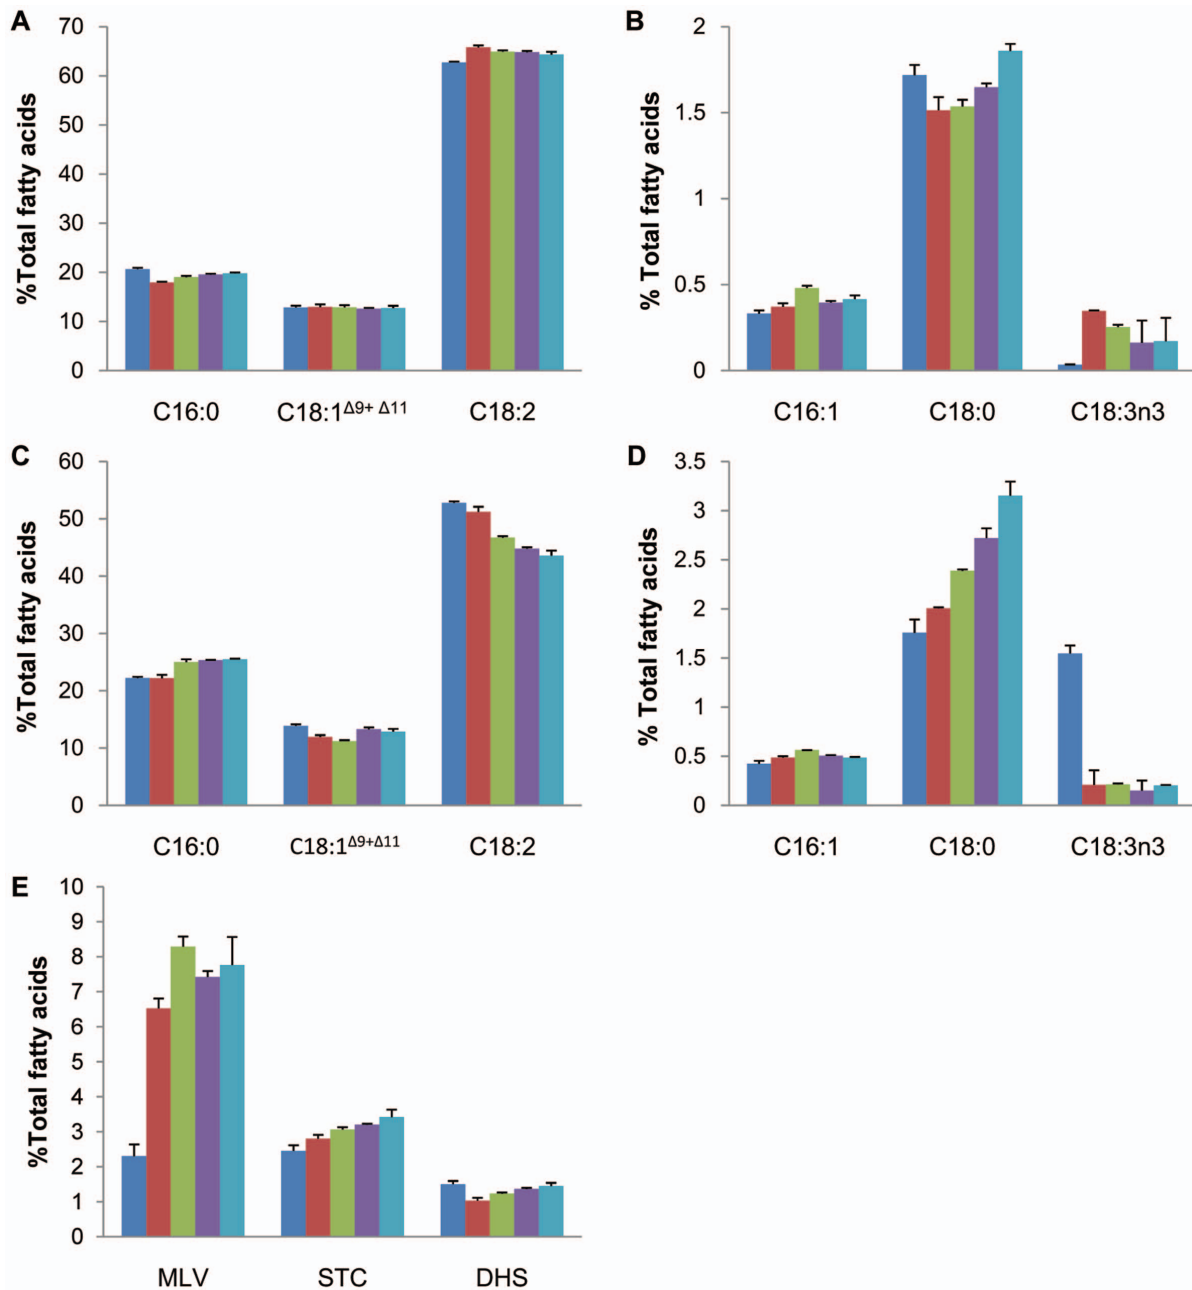 A
%Total fatty acids
70
60
50
40
30
20
10
0
C16:0 C18:1Δ9+ Δ11 C18:2
B
% Total fatty acids
2
1.5
1
0.5
0
C16:1 C18:0 C18:3n3
C
%Total fatty acids
60
50
40
30
20
10
0
C16:0 C18:1Δ9+Δ11 C18:2
D
% Total fatty acids
3.5
3
2.5
2
1.5
1
0.5
0
C16:1 C18:0 C18:3n3
E
%Total fatty acids
10
9
8
7
6
5
4
3
2
1
0
MLV STC DHS